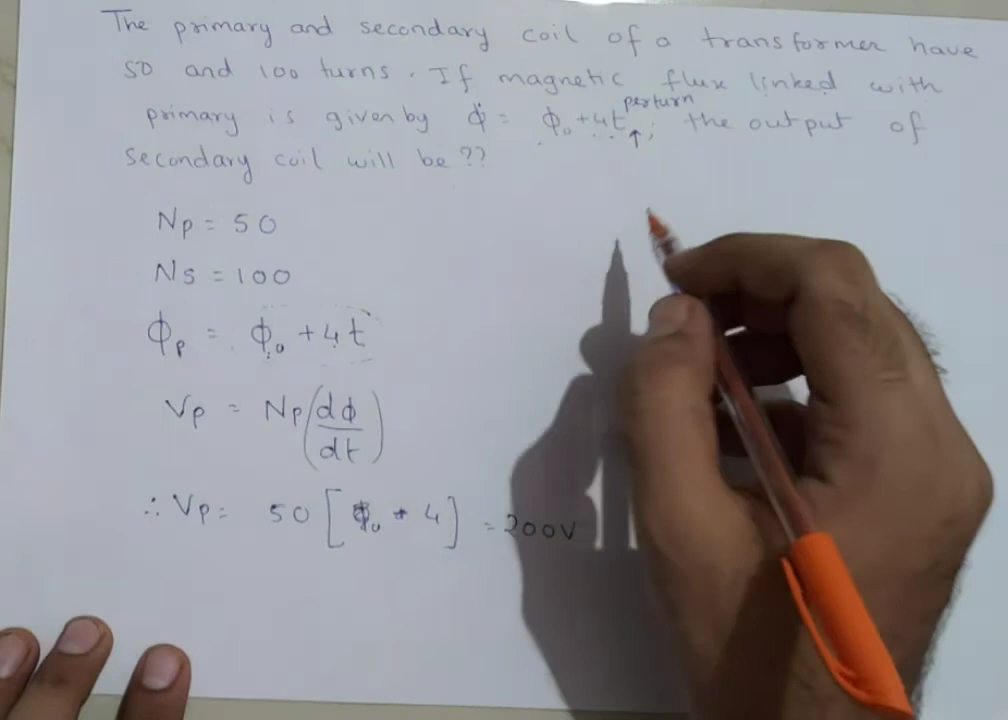 The primary and secondary coil of a transformer have
50 and 100 turns. If magnetic flux linked with
primary is given by ϕ = ϕ₀ + 4t per turn ↑; the output of
secondary coil will be ??
Np = 50
Ns = 100
ϕp = ϕ₀ + 4t
Vp = Np(dϕ/dt)
∴ Vp = 50 [ 4 ] = 200V